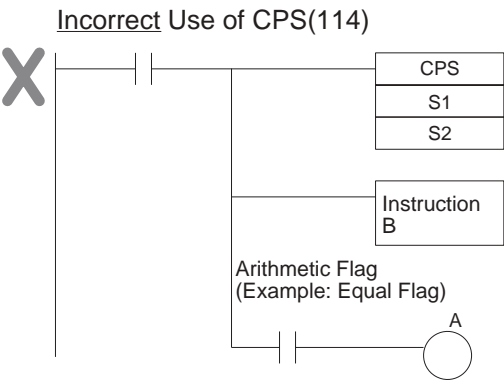 Incorrect Use of CPS(114)
CPS
S1
S2
Instruction
B
Arithmetic Flag
(Example: Equal Flag)
A